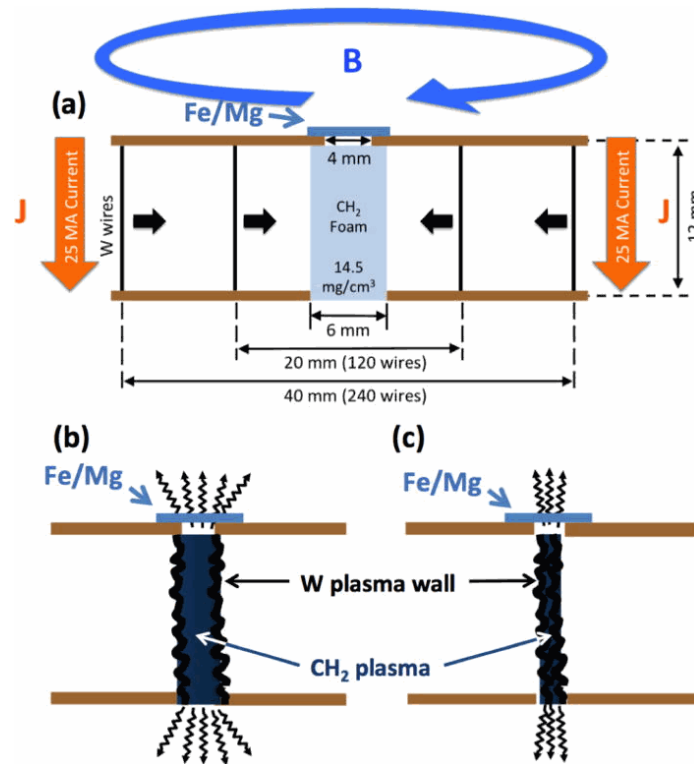 B
(a)
Fe/Mg
4 mm
J
25 MA Current
W wires
CH₂
Foam
14.5
mg/cm³
J
25 MA Current
12 mm
6 mm
20 mm (120 wires)
40 mm (240 wires)
(b)
(c)
Fe/Mg
Fe/Mg
W plasma wall
CH₂ plasma